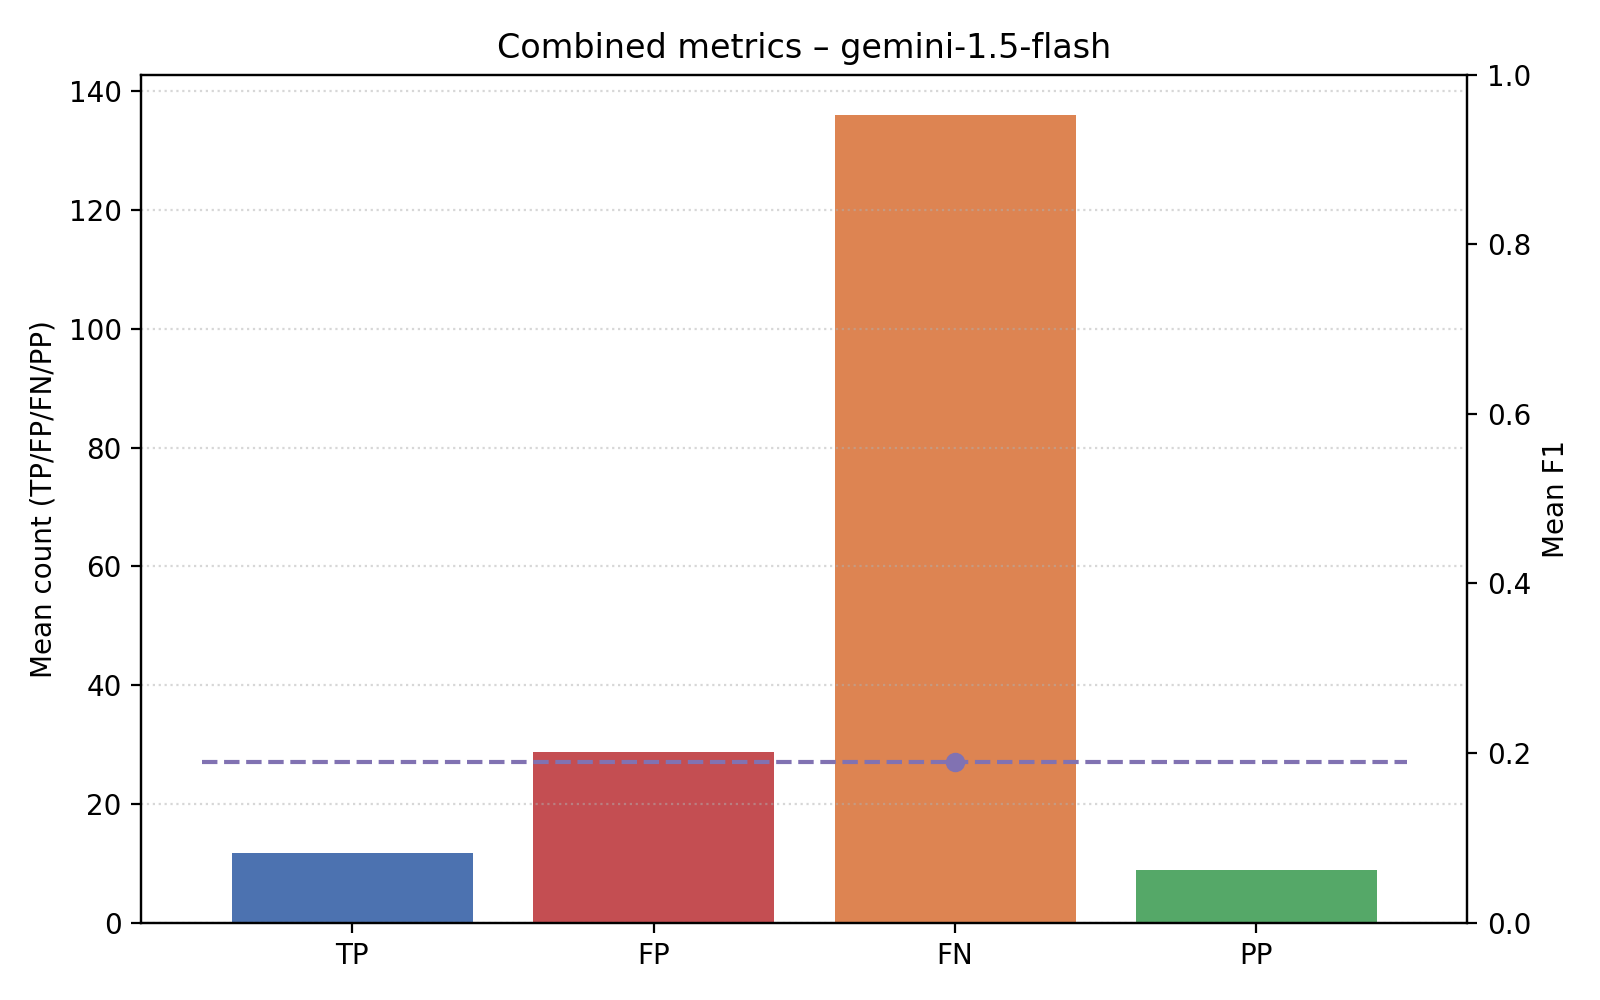 Combined metrics – gemini-1.5-flash
Mean count (TP/FP/FN/PP)
140
120
100
80
60
40
20
0
TP
FP
FN
PP
1.0
0.8
0.6
0.4
0.2
0.0
Mean F1